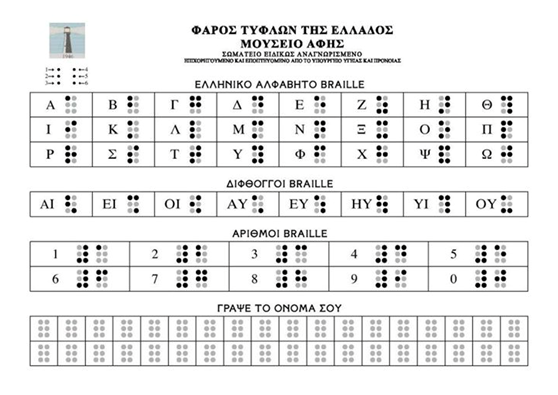 ΦΑΡΟΣ ΤΥΦΛΩΝ ΤΗΣ ΕΛΛΑΔΟΣ
ΜΟΥΣΕΙΟ ΑΦΗΣ
ΣΩΜΑΤΕΙΟ ΕΙΔΙΚΩΣ ΑΝΑΓΝΩΡΙΣΜΕΝΟ
ΕΠΙΧΟΡΗΓΟΥΜΕΝΟ ΚΑΙ ΕΠΟΠΤΕΥΟΜΕΝΟ ΑΠΟ ΤΟ ΥΠΟΥΡΓΕΙΟ ΥΓΕΙΑΣ ΚΑΙ ΠΡΟΝΟΙΑΣ
1 4
2 5
3 6
ΕΛΛΗΝΙΚΟ ΑΛΦΑΒΗΤΟ BRAILLE
Α Β Γ Δ Ε Ζ Η Θ
Ι Κ Λ Μ Ν Ξ Ο Π
Ρ Σ Τ Υ Φ Χ Ψ Ω
ΔΙΦΘΟΓΓΟΙ BRAILLE
ΑΙ ΕΙ ΟΙ ΑΥ ΕΥ ΗΥ ΥΙ ΟΥ
ΑΡΙΘΜΟΙ BRAILLE
1 2 3 4 5
6 7 8 9 0
ΓΡΑΨΕ ΤΟ ΟΝΟΜΑ ΣΟΥ